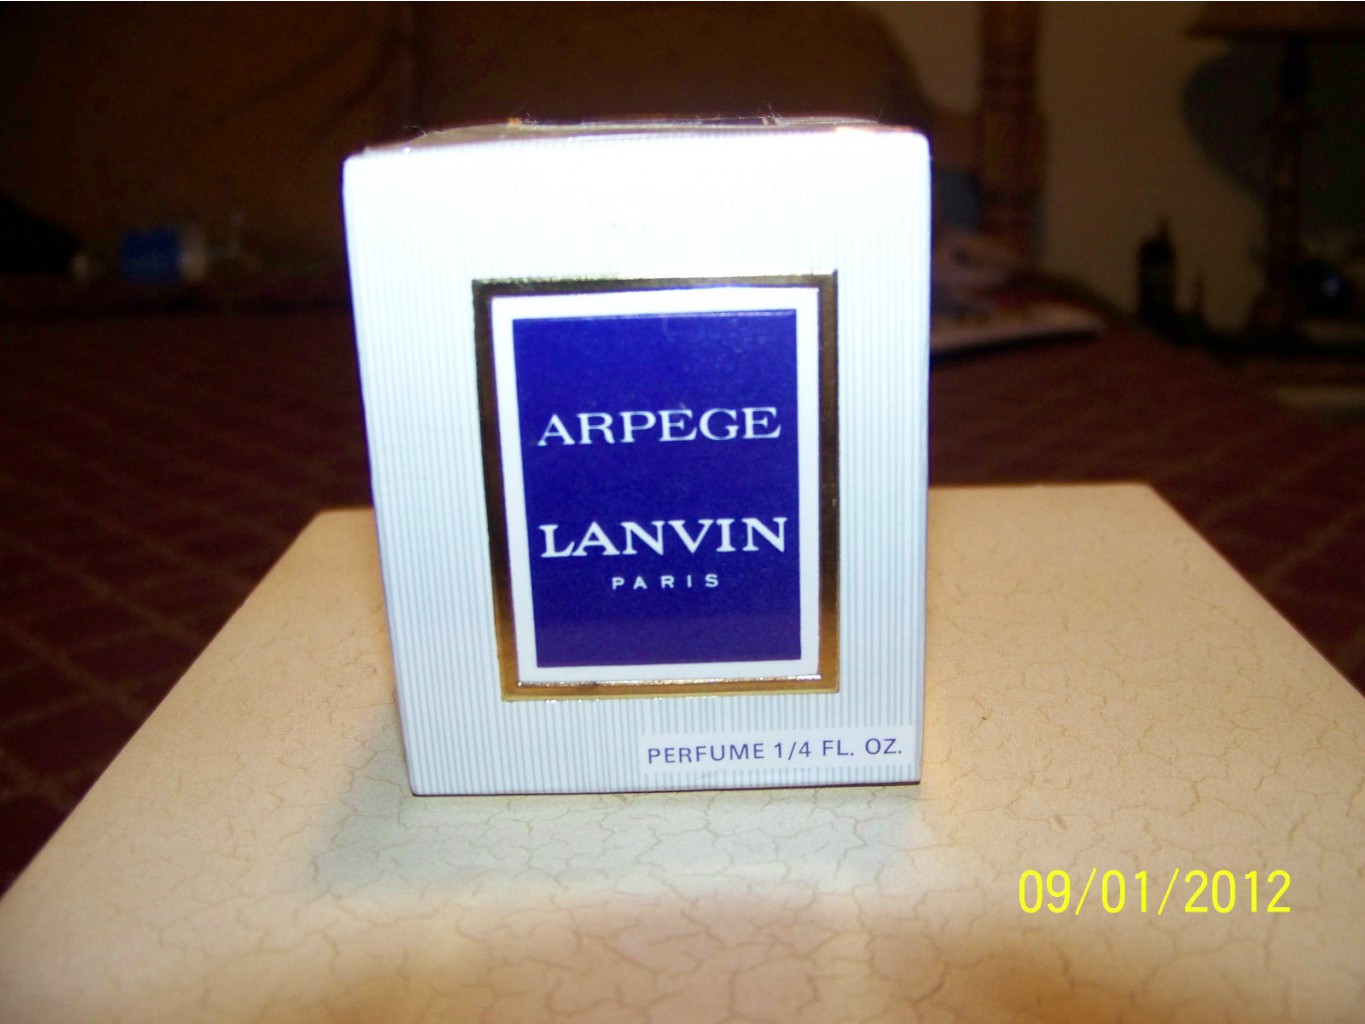 ARPEGE
LANVIN
PARIS
PERFUME 1/4 FL. OZ.
09/01/2012